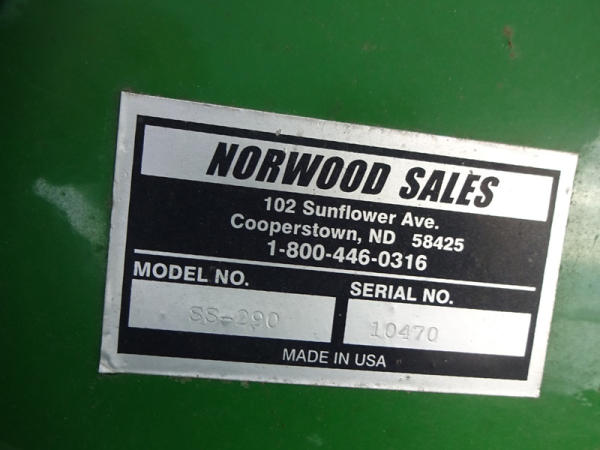 NORWOOD SALES
102 Sunflower Ave.
Cooperstown, ND 58425
1-800-446-0316
MODEL NO.
SERIAL NO.
SS-290
10470
MADE IN USA